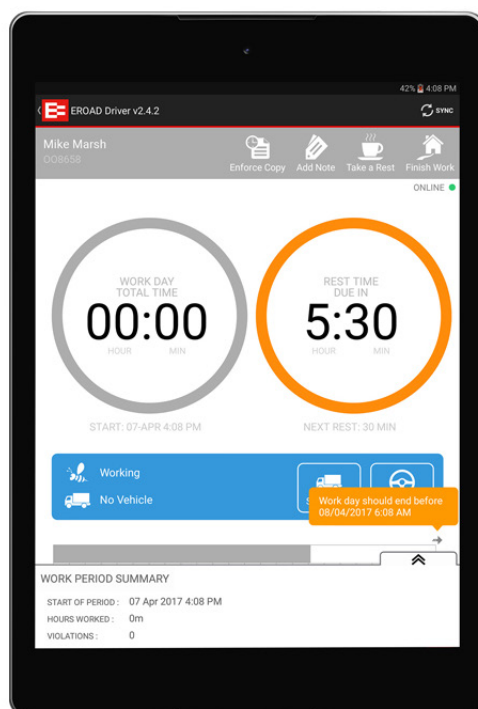 42% 4:08 PM
EROAD Driver v2.4.2
SYNC
Mike Marsh
OO8658
Enforce Copy
Add Note
Take a Rest
Finish Work
ONLINE
WORK DAY
TOTAL TIME
00:00
HOUR MIN
START: 07-APR 4:08 PM
REST TIME
DUE IN
5:30
HOUR MIN
NEXT REST: 30 MIN
Working
No Vehicle
Work day should end before
08/04/2017 6:08 AM
WORK PERIOD SUMMARY
START OF PERIOD : 07 Apr 2017 4:08 PM
HOURS WORKED : 0m
VIOLATIONS : 0